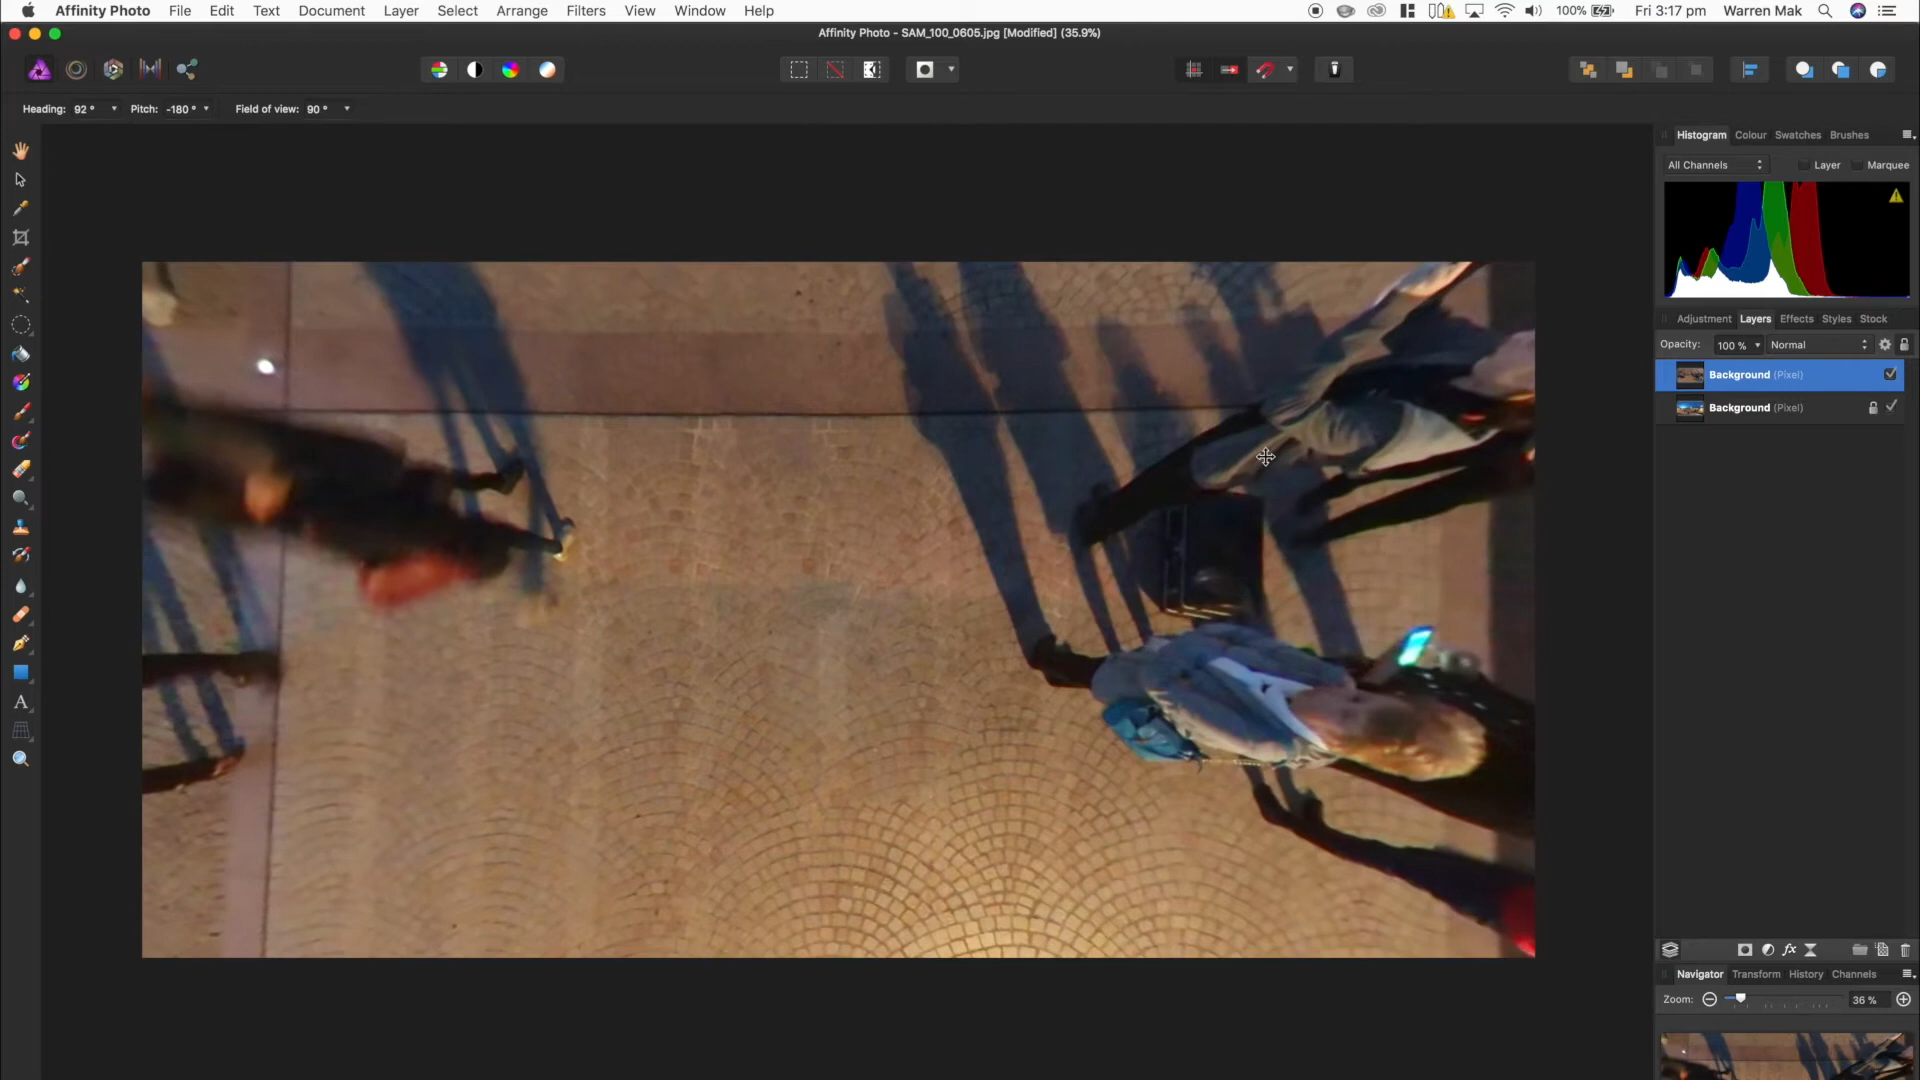 Affinity Photo File Edit Text Document Layer Select Arrange Filters View Window Help 100% Fri 3:17 pm Warren Mak
Affinity Photo - SAM_100_0605.jpg [Modified] (35.9%)
Heading: 92 ° Pitch: -180 ° Field of view: 90 °
Histogram Colour Swatches Brushes
All Channels Layer Marquee
Adjustment Layers Effects Styles Stock
Opacity: 100 % Normal
Background (Pixel)
Background (Pixel)
fx
Navigator Transform History Channels
Zoom: 36 %
A